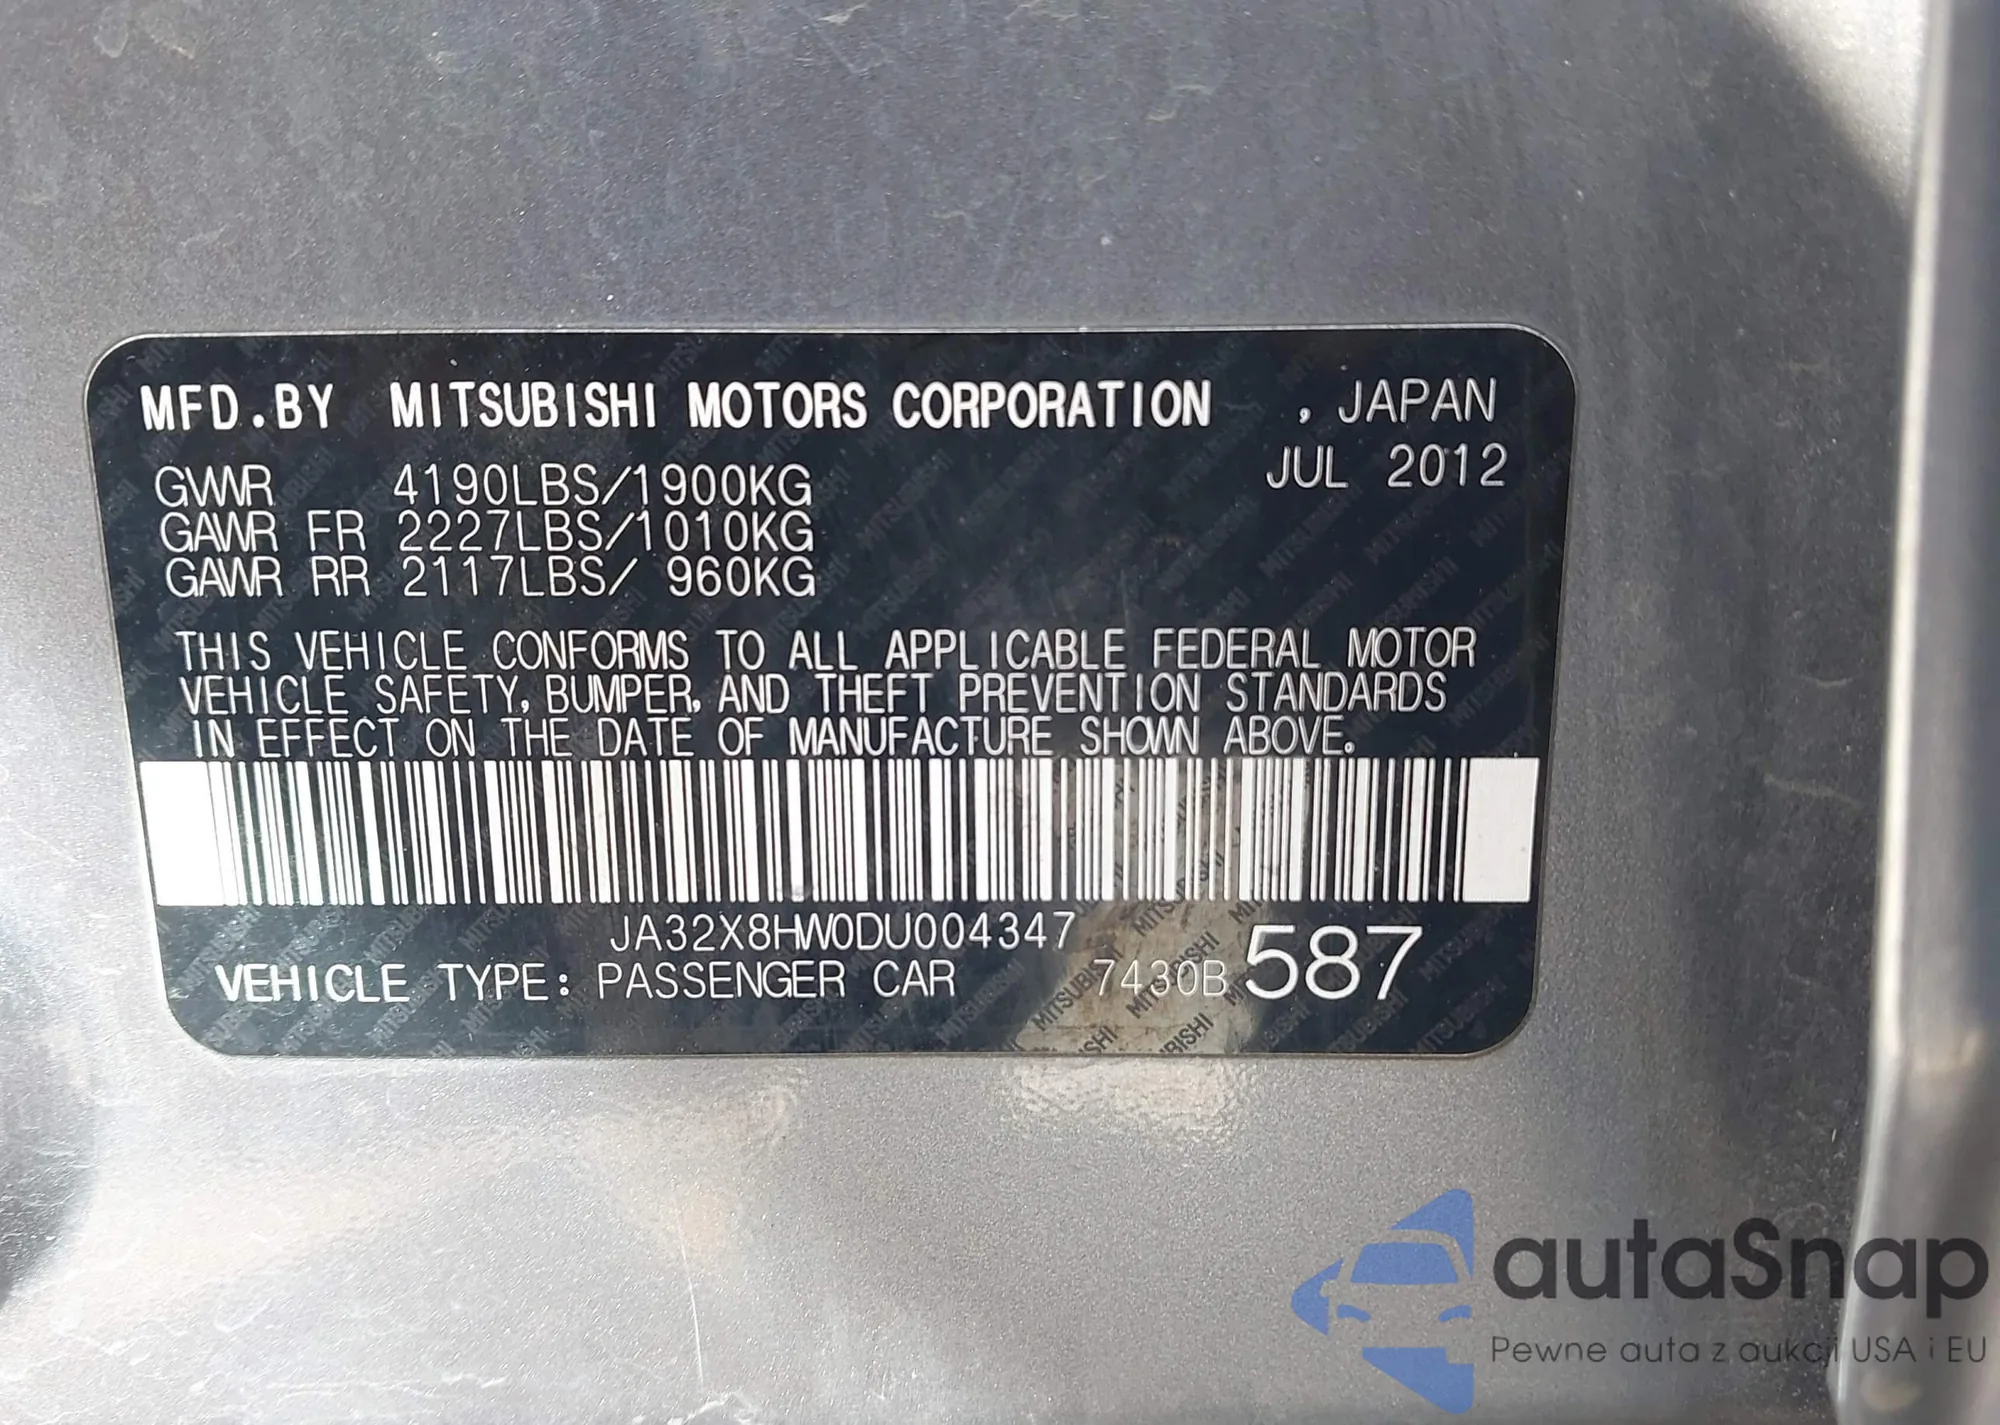 MFD.BY MITSUBISHI MOTORS CORPORATION , JAPAN
JUL 2012
GVWR 4190LBS/1900KG
GAWR FR 2227LBS/1010KG
GAWR RR 2117LBS/ 960KG
THIS VEHICLE CONFORMS TO ALL APPLICABLE FEDERAL MOTOR
VEHICLE SAFETY, BUMPER, AND THEFT PREVENTION STANDARDS
IN EFFECT ON THE DATE OF MANUFACTURE SHOWN ABOVE.
JA32X8HW0DU004347
VEHICLE TYPE: PASSENGER CAR 7430B 587
autoSnap
Pewne auta z aukcji USA i EU